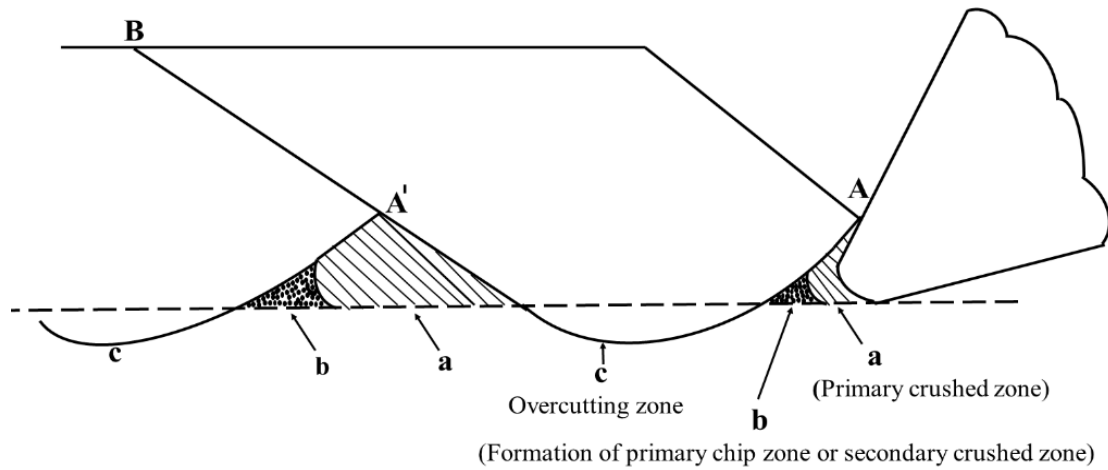 B
A'
A
c
b
a
c
a
Overcutting zone
b
(Primary crushed zone)
(Formation of primary chip zone or secondary crushed zone)